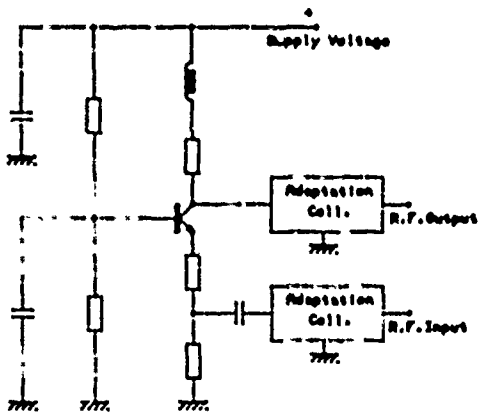 +
Supply Voltage
Adaptation
Cell.
R.F.Output
Adaptation
Cell.
R.F.Input